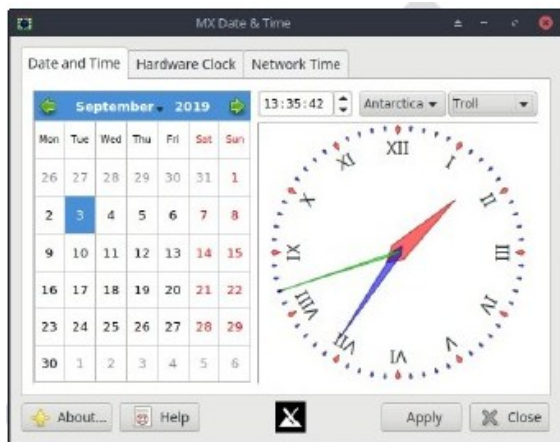 MX Date & Time
Date and Time Hardware Clock Network Time
September 2019
Mon Tue Wed Thu Fri Sat Sun
26 27 28 29 30 31 1
2 3 4 5 6 7 8
9 10 11 12 13 14 15
16 17 18 19 20 21 22
23 24 25 26 27 28 29
30 1 2 3 4 5 6
13:35:42 Antarctica Troll
XII
I
II
III
IV
V
VI
VII
VIII
IX
X
XI
About... Help Apply Close